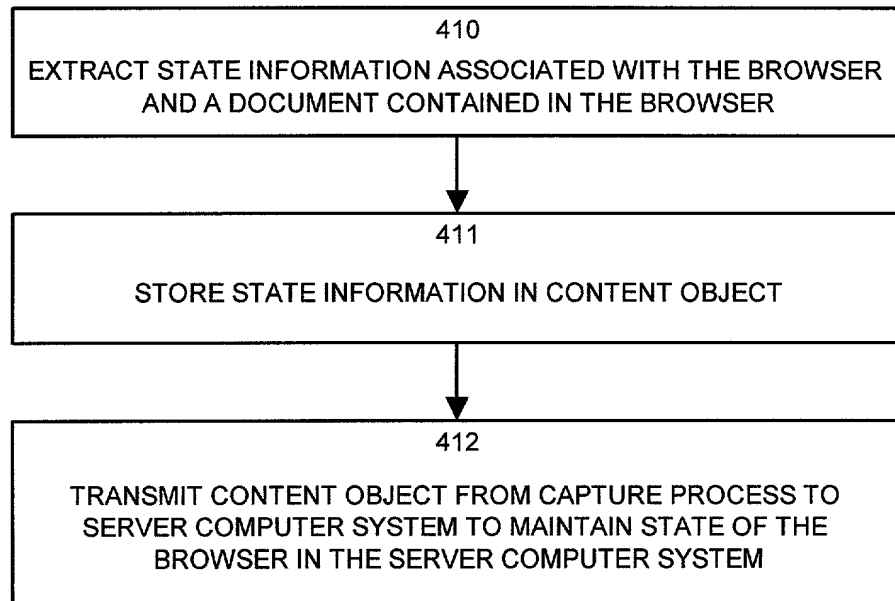 410
EXTRACT STATE INFORMATION ASSOCIATED WITH THE BROWSER
AND A DOCUMENT CONTAINED IN THE BROWSER
411
STORE STATE INFORMATION IN CONTENT OBJECT
412
TRANSMIT CONTENT OBJECT FROM CAPTURE PROCESS TO
SERVER COMPUTER SYSTEM TO MAINTAIN STATE OF THE
BROWSER IN THE SERVER COMPUTER SYSTEM